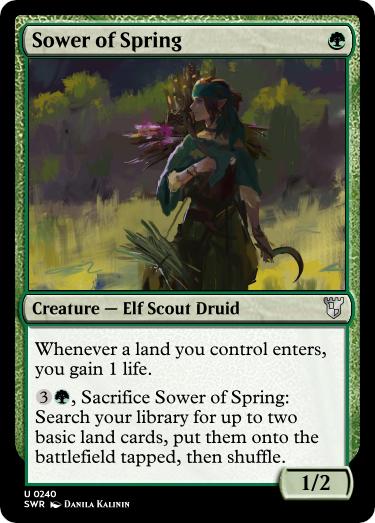 Sower of Spring
Creature — Elf Scout Druid
Whenever a land you control enters,
you gain 1 life.
3, Sacrifice Sower of Spring:
Search your library for up to two
basic land cards, put them onto the
battlefield tapped, then shuffle.
1/2
U 0240
SWR Danila Kalinin